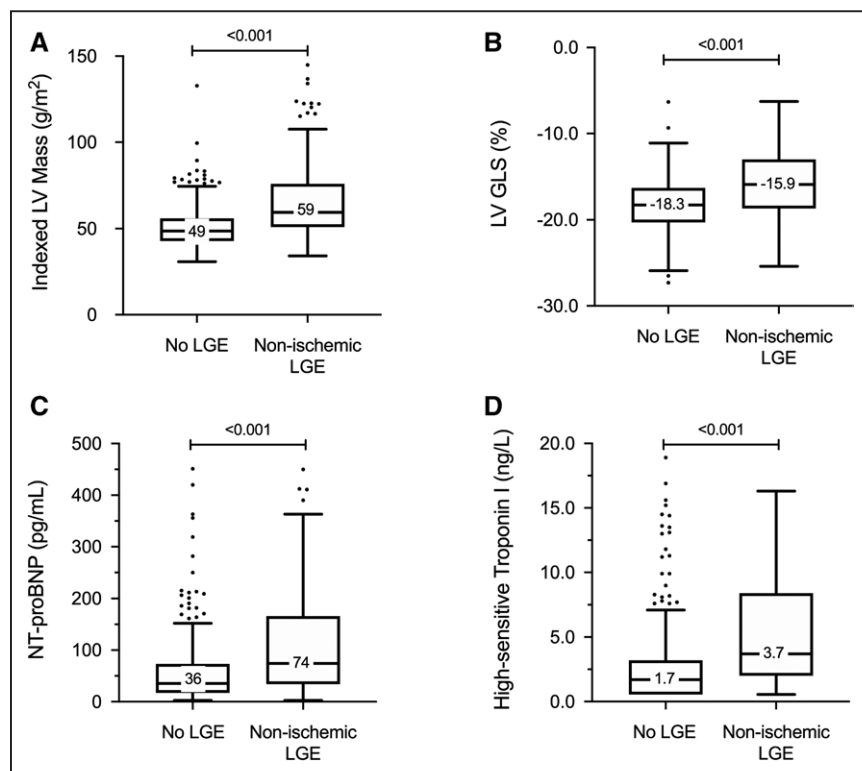 A
<0.001
150
100
50
0
Indexed LV Mass (g/m²)
49
59
No LGE
Non-ischemic
LGE
B
<0.001
0.0
-10.0
-20.0
-30.0
LV GLS (%)
-18.3
-15.9
No LGE
Non-ischemic
LGE
C
<0.001
500
400
300
200
100
0
NT-proBNP (pg/mL)
36
74
No LGE
Non-ischemic
LGE
D
<0.001
20.0
15.0
10.0
5.0
0.0
High-sensitive Troponin I (ng/L)
1.7
3.7
No LGE
Non-ischemic
LGE